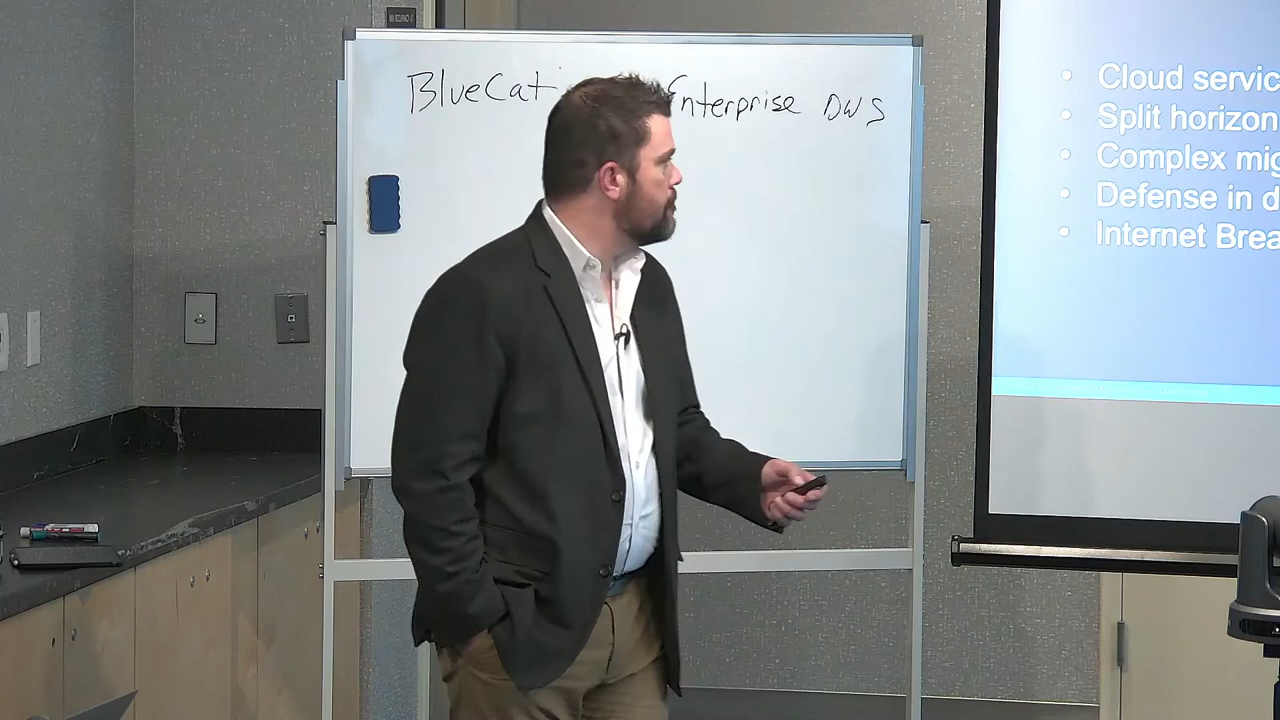 BlueCat Enterprise DNS
Cloud servic
Split horizon
Complex mig
Defense in d
Internet Brea